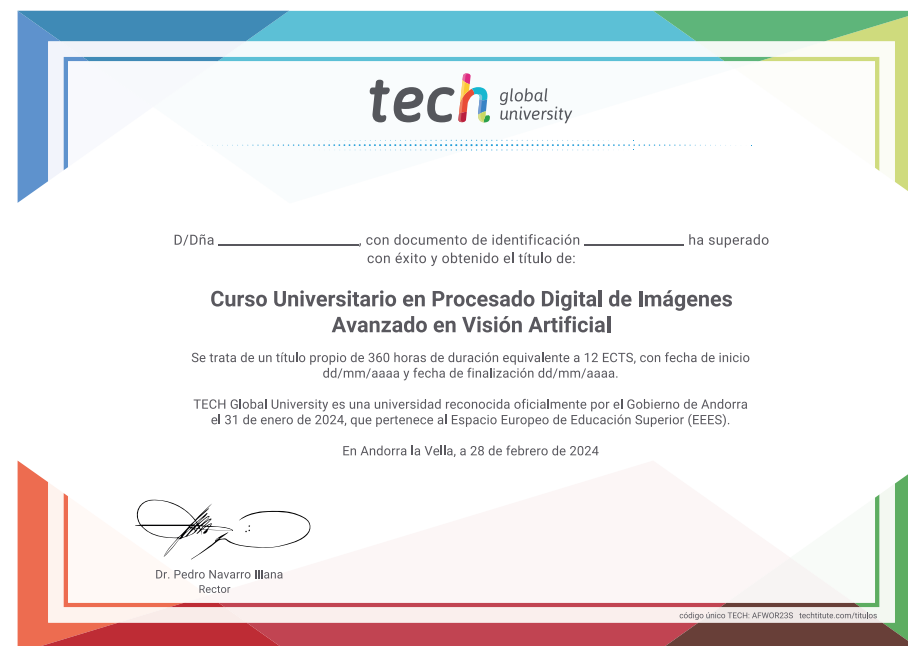 tech global university
D/Dña ____________________, con documento de identificación ______________ ha superado
con éxito y obtenido el título de:
Curso Universitario en Procesado Digital de Imágenes
Avanzado en Visión Artificial
Se trata de un título propio de 360 horas de duración equivalente a 12 ECTS, con fecha de inicio
dd/mm/aaaa y fecha de finalización dd/mm/aaaa.
TECH Global University es una universidad reconocida oficialmente por el Gobierno de Andorra
el 31 de enero de 2024, que pertenece al Espacio Europeo de Educación Superior (EEES).
En Andorra la Vella, a 28 de febrero de 2024
Dr. Pedro Navarro Illana
Rector
código único TECH: AFWOR23S techtitute.com/titulos